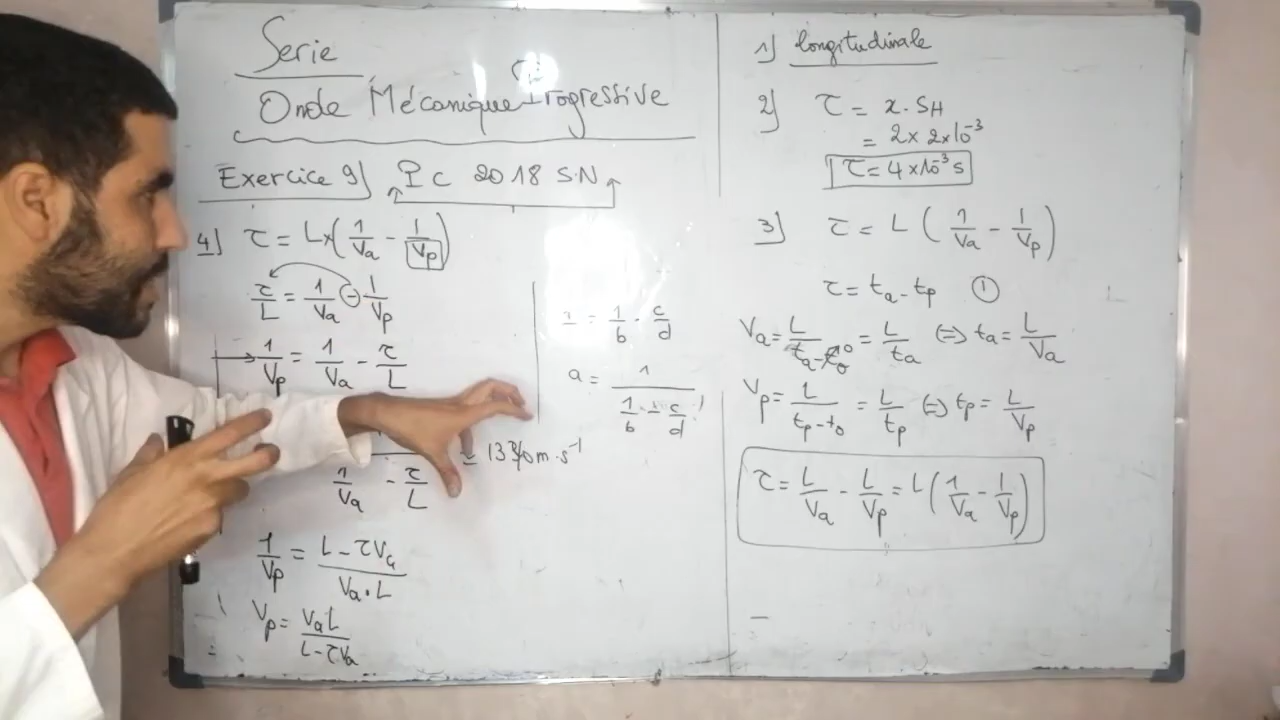 Serie
Onde Mécanique Progressive
Exercice 9) PC 2018 S.N
4) τ = L×(1/Va - 1/Vp)
τ/L = 1/Va - 1/Vp
1/Vp = 1/Va - τ/L
1/Va - τ/L
m.s⁻¹
1/Vp = (L - τVa)/(Va.L)
Vp = VaL/(L-τVa)
= 1/b - c/d
a = 1/(1/b - c/d)
1) longitudinale
2) τ = x. SH
= 2×2×10⁻³
τ = 4×10⁻³ s
3) τ = L (1/Va - 1/Vp)
τ = ta - tp ①
Va = L/(ta-t0) = L/ta ⇔ ta = L/Va
Vp = L/(tp-t0) = L/tp ⇔ tp = L/Vp
τ = L/Va - L/Vp = L(1/Va - 1/Vp)